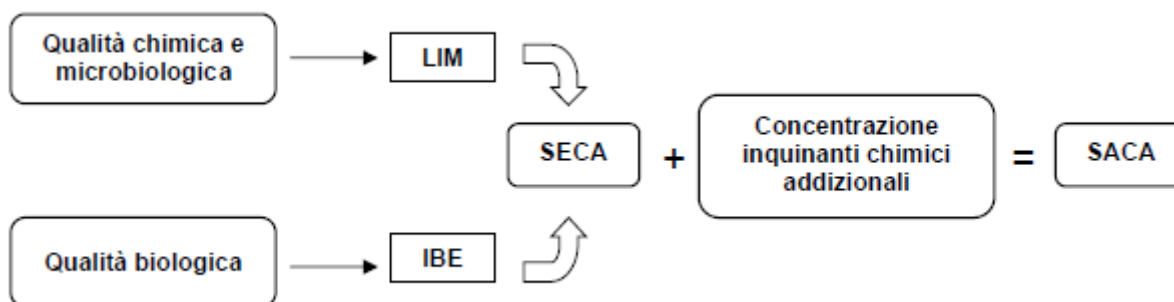 Qualità chimica e
microbiologica
LIM
SECA
+
Concentrazione
inquinanti chimici
addizionali
=
SACA
Qualità biologica
IBE